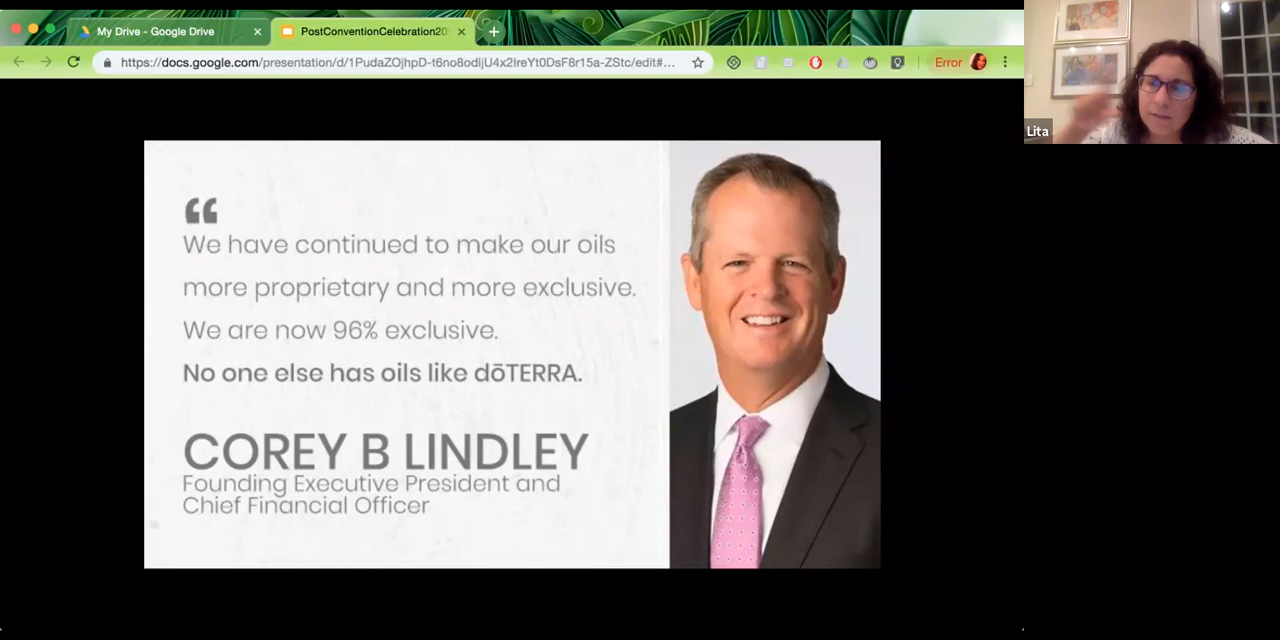 My Drive - Google Drive
PostConventionCelebration20
https://docs.google.com/presentation/d/1PudaZOjhpD-t6no8odljU4x2lreYt0DsF8r15a-ZStc/edit#...
Error
Lita
“
We have continued to make our oils
more proprietary and more exclusive.
We are now 96% exclusive.
No one else has oils like dōTERRA.
COREY B LINDLEY
Founding Executive President and
Chief Financial Officer